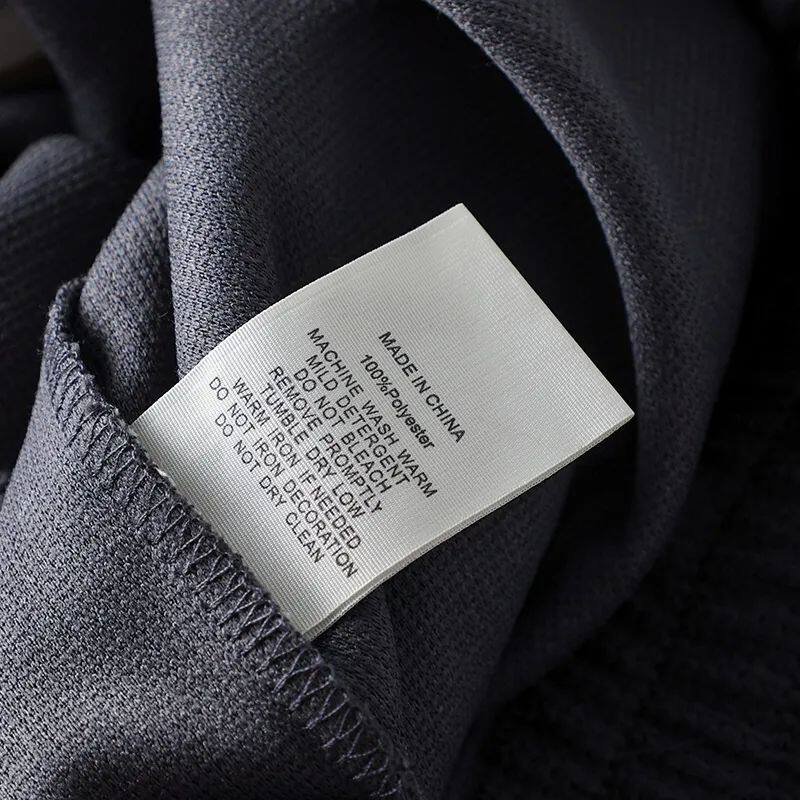 MADE IN CHINA
100%Polyester
MACHINE WASH WARM
MILD DETERGENT
DO NOT BLEACH
REMOVE PROMPTLY
TUMBLE DRY LOW
WARM IRON IF NEEDED
DO NOT IRON DECORATION
DO NOT DRY CLEAN